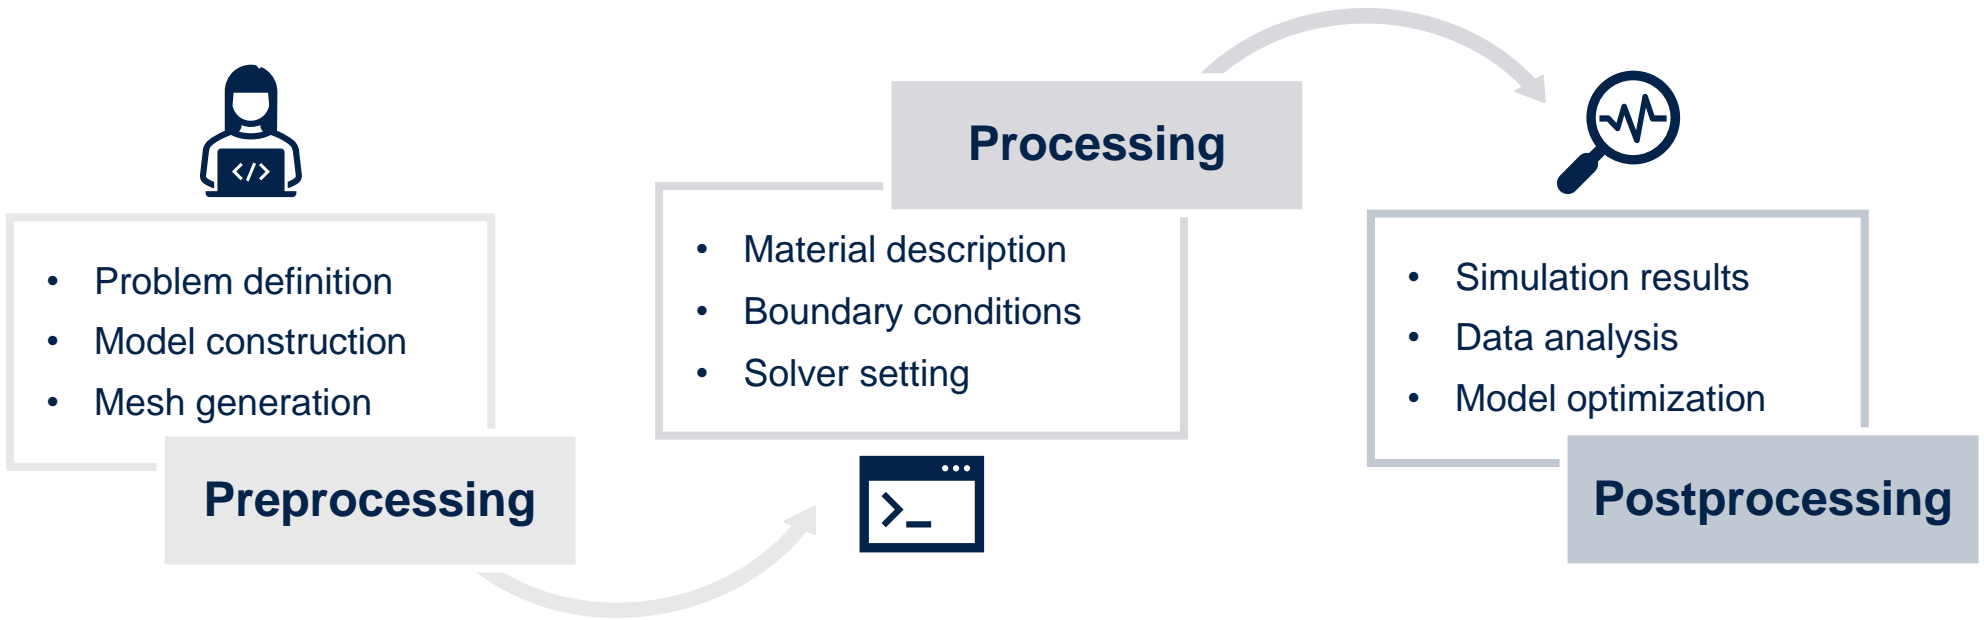 • Problem definition
• Model construction
• Mesh generation
Preprocessing
Processing
• Material description
• Boundary conditions
• Solver setting
• Simulation results
• Data analysis
• Model optimization
Postprocessing